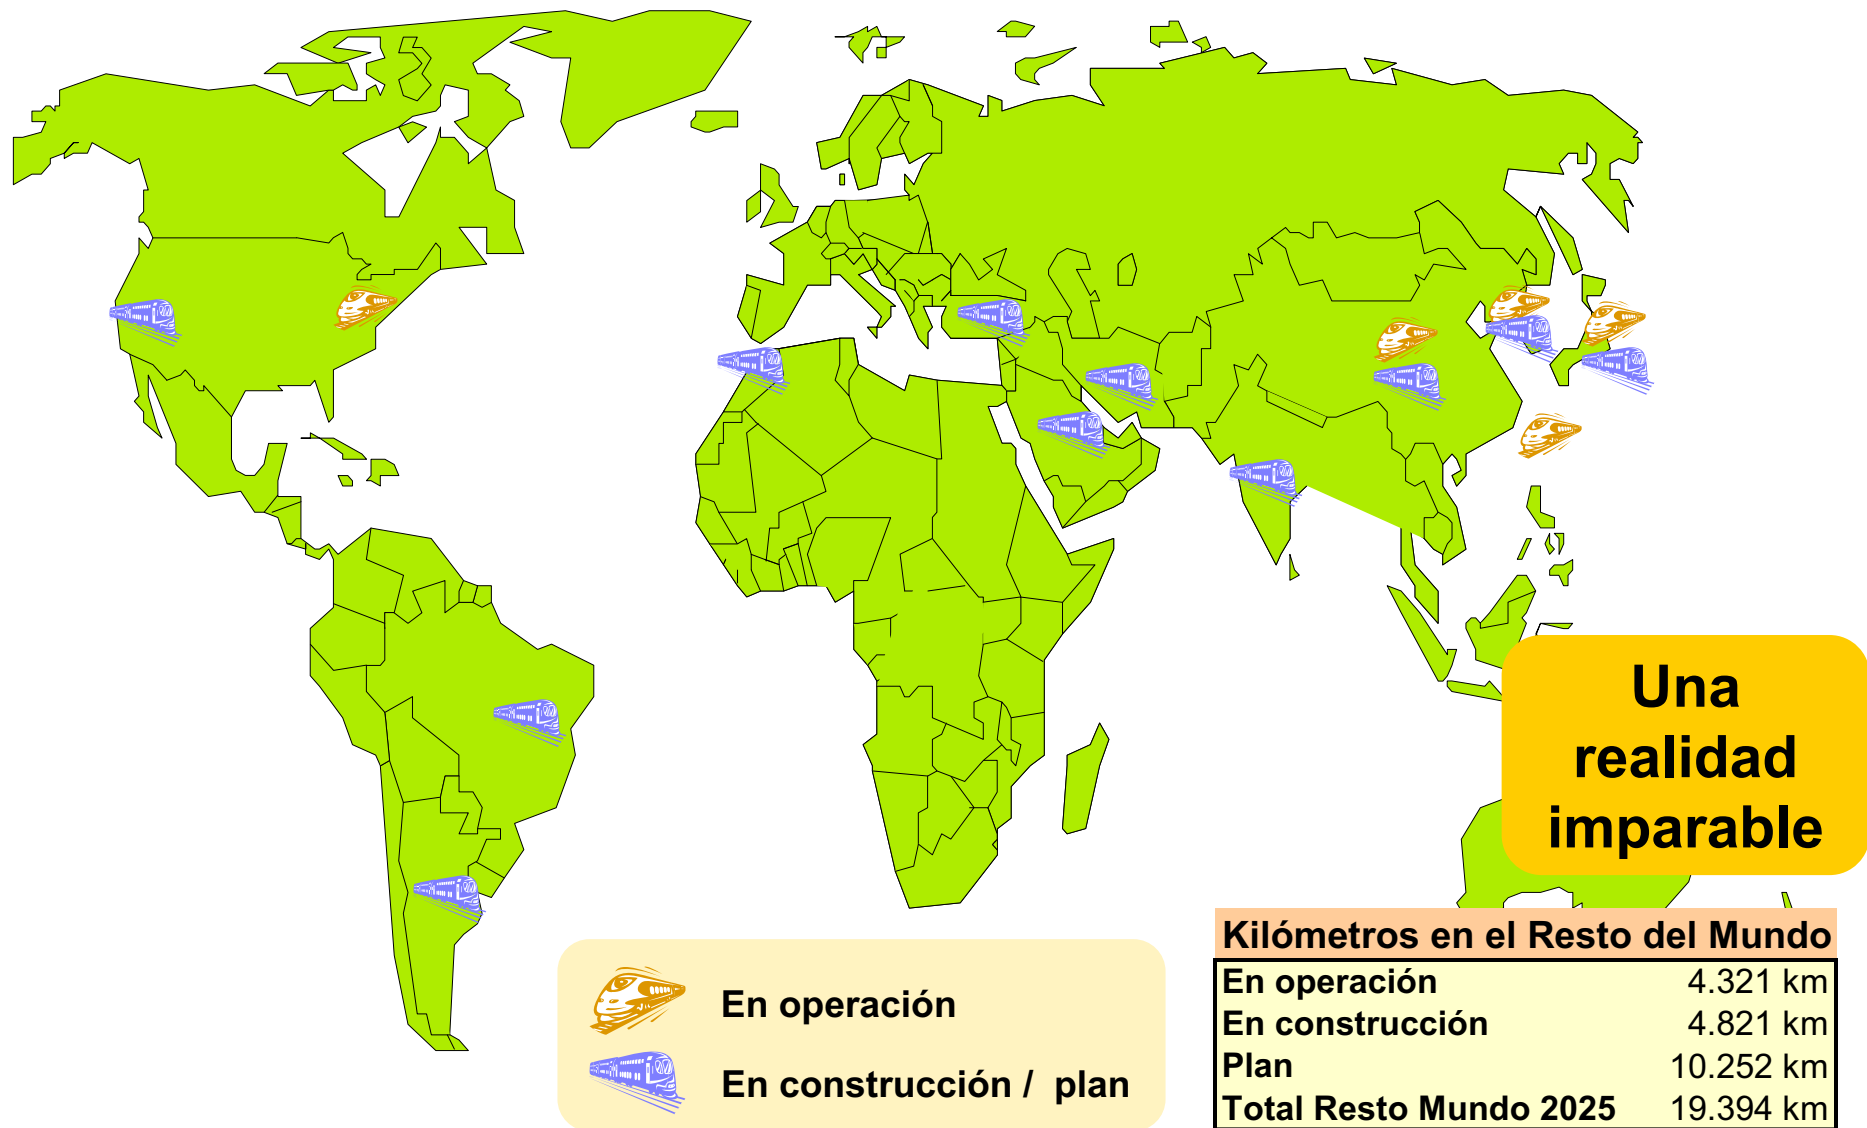 Una
realidad
imparable
Kilómetros en el Resto del Mundo
En operación 4.321 km
En construcción 4.821 km
Plan 10.252 km
Total Resto Mundo 2025 19.394 km
En operación
En construcción / plan